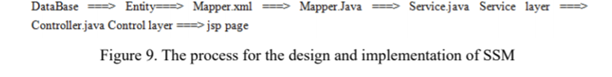 DataBase ===> Entity===> Mapper.xml ===> Mapper.Java ===> Service.java Service layer ===>
Controller.java Control layer ===> jsp page
Figure 9. The process for the design and implementation of SSM